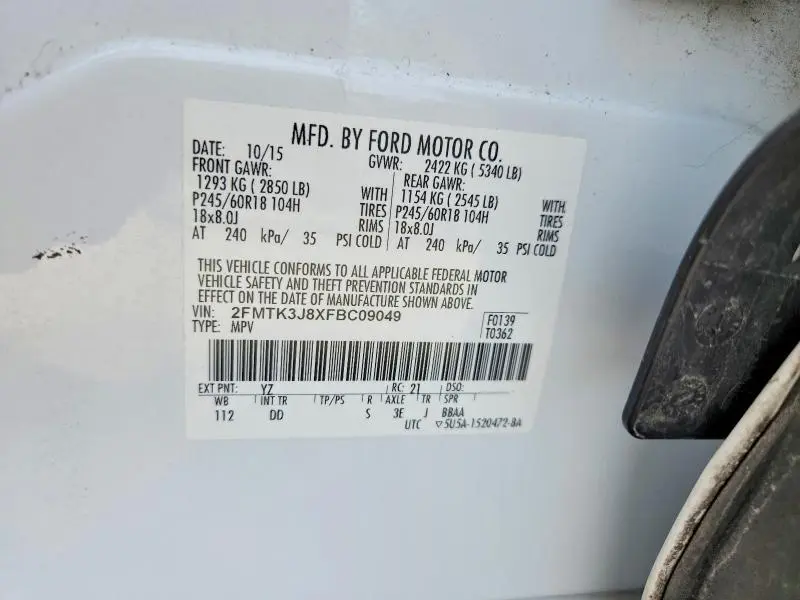 MFD. BY FORD MOTOR CO.
DATE: 10/15 GVWR: 2422 KG ( 5340 LB)
FRONT GAWR: REAR GAWR:
1293 KG ( 2850 LB) WITH 1154 KG ( 2545 LB) WITH
P245/60R18 104H TIRES P245/60R18 104H TIRES
18x8.0J RIMS 18x8.0J RIMS
AT 240 kPa/ 35 PSI COLD AT 240 kPa/ 35 PSI COLD
THIS VEHICLE CONFORMS TO ALL APPLICABLE FEDERAL MOTOR
VEHICLE SAFETY AND THEFT PREVENTION STANDARDS IN
EFFECT ON THE DATE OF MANUFACTURE SHOWN ABOVE.
VIN: 2FMTK3J8XFBC09049 F0139
TYPE: MPV T0362
EXT PNT: YZ RC: 21 DSO:
WB INT TR TP/PS R AXLE TR SPR
112 DD S 3E J BBAA
UTC ▽5U5A-1520472-BA